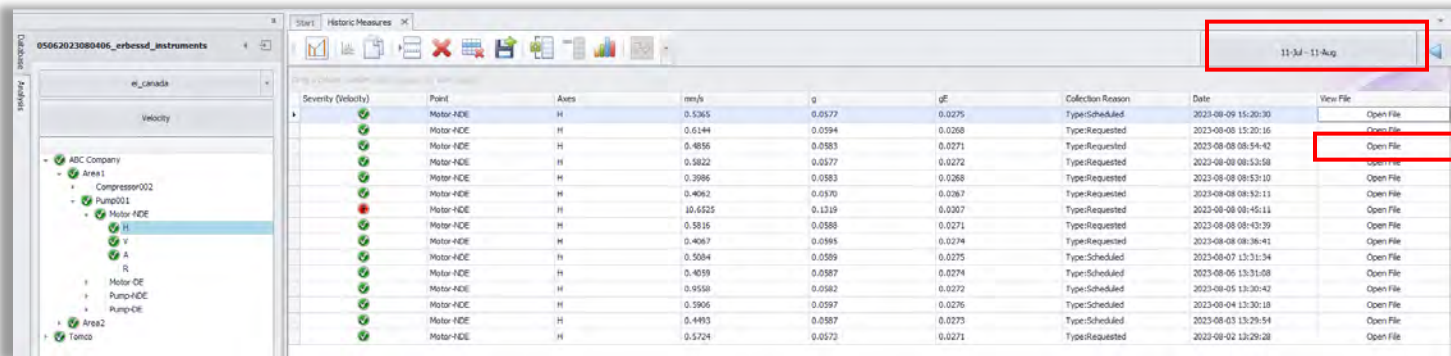 Start Historic Measures
Database
Analysis
05062023080406_erbessd_instruments
ei_canada
Velocity
ABC Company
Area1
Compressor002
Pump001
Motor-NDE
H
V
A
R
Motor-DE
Pump-NDE
Pump-DE
Area2
Tomco
11-Jul - 11-Aug
Severity (Velocity) Point Axes mm/s g gE Collection Reason Date View File
Motor-NDE H 0.5365 0.0577 0.0275 Type:Scheduled 2023-08-09 15:20:30 Open File
Motor-NDE H 0.6144 0.0594 0.0268 Type:Requested 2023-08-08 15:20:16 Open File
Motor-NDE H 0.4856 0.0583 0.0271 Type:Requested 2023-08-08 08:54:42 Open File
Motor-NDE H 0.5822 0.0577 0.0272 Type:Requested 2023-08-08 08:53:58 Open File
Motor-NDE H 0.3986 0.0583 0.0268 Type:Requested 2023-08-08 08:53:10 Open File
Motor-NDE H 0.4062 0.0570 0.0267 Type:Requested 2023-08-08 08:52:11 Open File
Motor-NDE H 10.6525 0.1319 0.0307 Type:Requested 2023-08-08 08:45:11 Open File
Motor-NDE H 0.5816 0.0588 0.0271 Type:Requested 2023-08-08 08:43:39 Open File
Motor-NDE H 0.4067 0.0595 0.0274 Type:Requested 2023-08-08 08:36:41 Open File
Motor-NDE H 0.5084 0.0589 0.0275 Type:Scheduled 2023-08-07 13:31:34 Open File
Motor-NDE H 0.4059 0.0587 0.0274 Type:Scheduled 2023-08-06 13:31:08 Open File
Motor-NDE H 0.9558 0.0582 0.0272 Type:Scheduled 2023-08-05 13:30:42 Open File
Motor-NDE H 0.5906 0.0597 0.0276 Type:Scheduled 2023-08-04 13:30:18 Open File
Motor-NDE H 0.4493 0.0587 0.0273 Type:Scheduled 2023-08-03 13:29:54 Open File
Motor-NDE H 0.5724 0.0573 0.0271 Type:Requested 2023-08-02 13:29:28 Open File